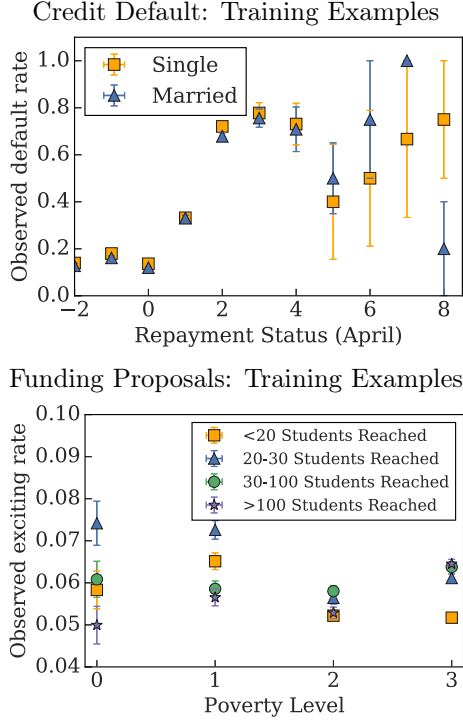 Credit Default: Training Examples
Single
Married
Observed default rate
1.0
0.8
0.6
0.4
0.2
0.0
−2 0 2 4 6 8
Repayment Status (April)
Funding Proposals: Training Examples
<20 Students Reached
20-30 Students Reached
30-100 Students Reached
>100 Students Reached
Observed exciting rate
0.10
0.09
0.08
0.07
0.06
0.05
0.04
0 1 2 3
Poverty Level